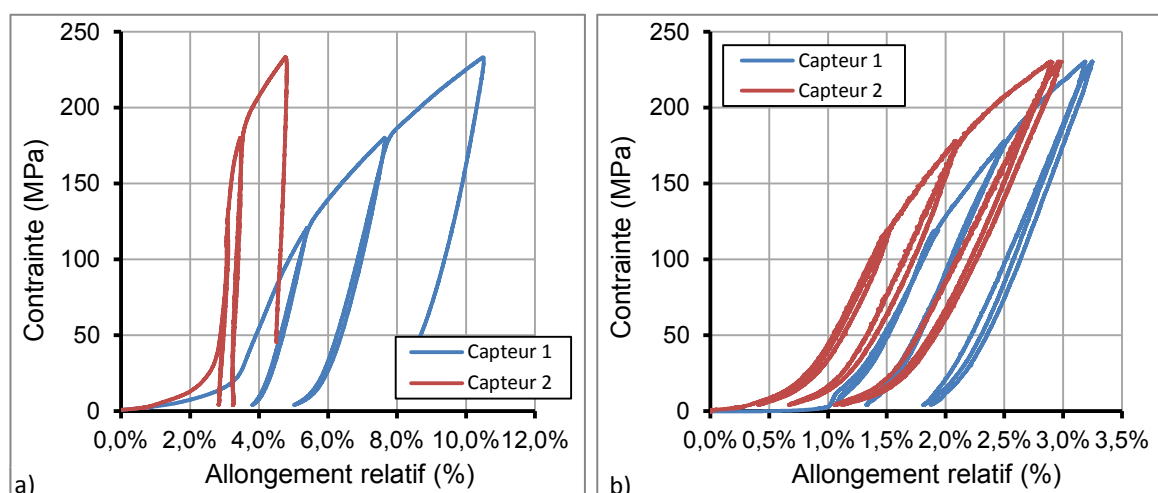 250
200
150
100
50
0
Contrainte (MPa)
0,0% 2,0% 4,0% 6,0% 8,0% 10,0% 12,0%
Allongement relatif (%)
Capteur 1
Capteur 2
a)
250
200
150
100
50
0
Contrainte (MPa)
Capteur 1
Capteur 2
0,0% 0,5% 1,0% 1,5% 2,0% 2,5% 3,0% 3,5%
Allongement relatif (%)
b)